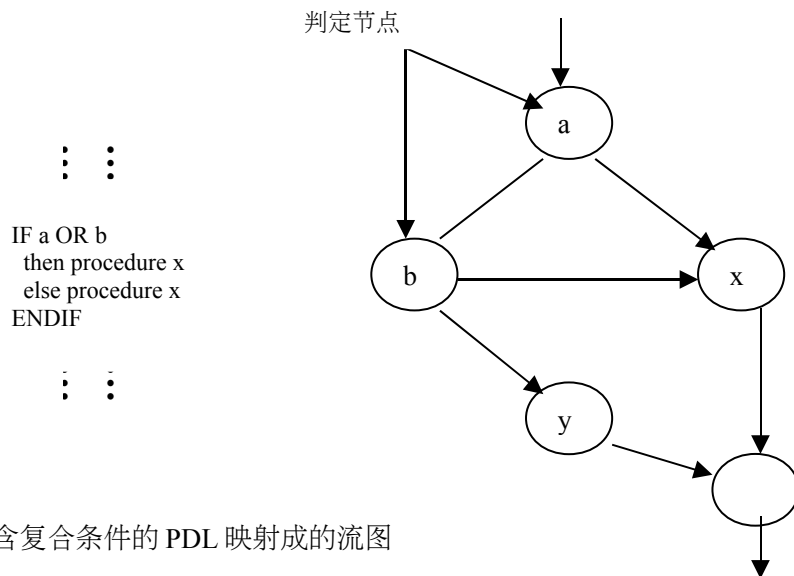 判定节点
a
IF a OR b
then procedure x
else procedure x
ENDIF
b
x
y
含复合条件的 PDL 映射成的流图